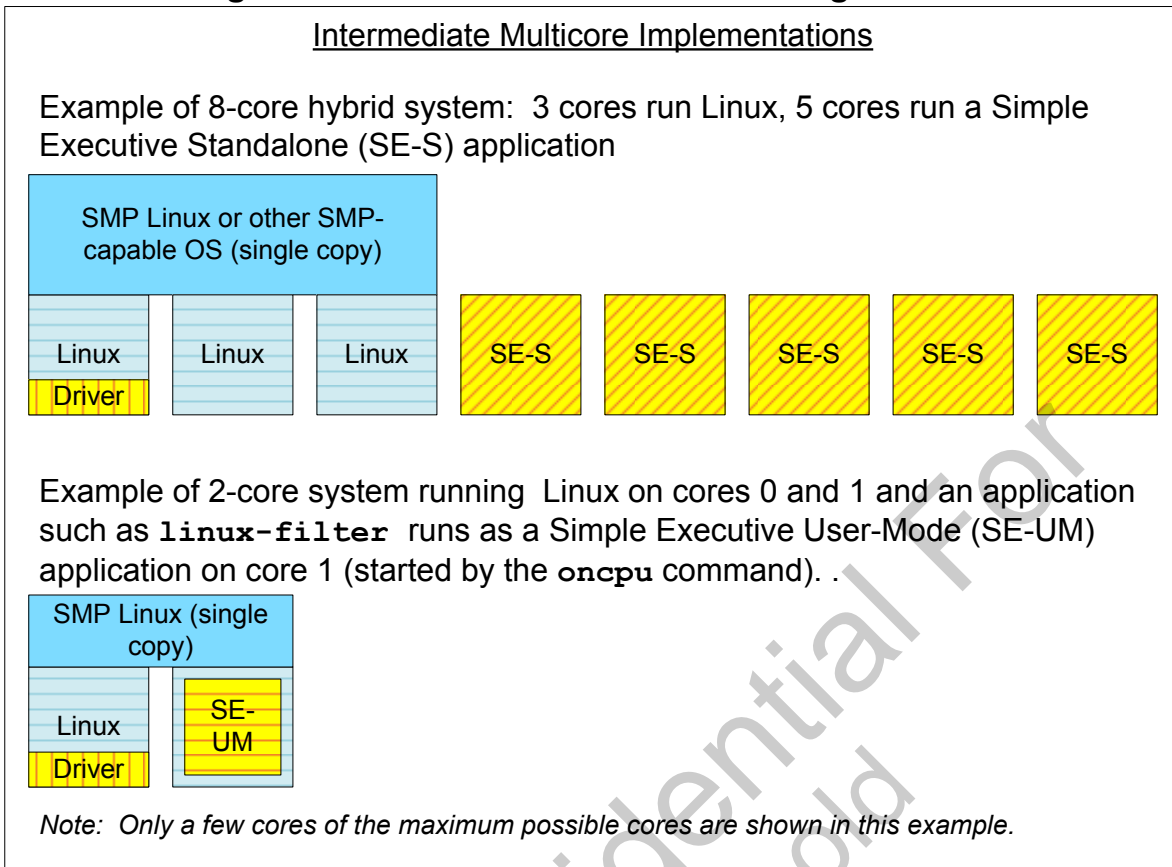 Intermediate Multicore Implementations
Example of 8-core hybrid system: 3 cores run Linux, 5 cores run a Simple
Executive Standalone (SE-S) application
SMP Linux or other SMP-
capable OS (single copy)
Linux
Linux
Linux
SE-S
SE-S
SE-S
SE-S
SE-S
Driver
Example of 2-core system running Linux on cores 0 and 1 and an application
such as linux-filter runs as a Simple Executive User-Mode (SE-UM)
application on core 1 (started by the oncpu command). .
SMP Linux (single
copy)
Linux
SE-
UM
Driver
Note: Only a few cores of the maximum possible cores are shown in this example.